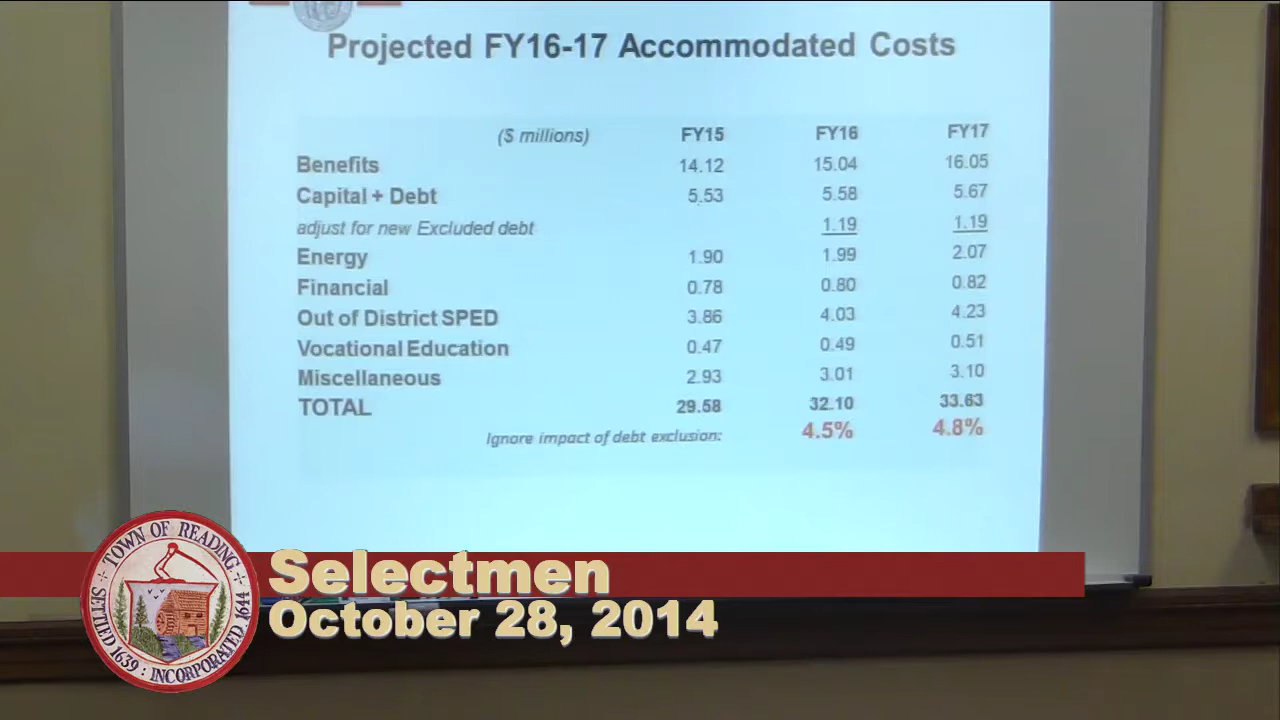 Projected FY16-17 Accommodated Costs
($ millions) FY15 FY16 FY17
Benefits 14.12 15.04 16.05
Capital + Debt 5.53 5.58 5.67
adjust for new Excluded debt 1.19 1.19
Energy 1.90 1.99 2.07
Financial 0.78 0.80 0.82
Out of District SPED 3.86 4.03 4.23
Vocational Education 0.47 0.49 0.51
Miscellaneous 2.93 3.01 3.10
TOTAL 29.58 32.10 33.63
Ignore impact of debt exclusion: 4.5% 4.8%
TOWN OF READING
SETTLED 1639 : INCORPORATED 1644
Selectmen
October 28, 2014